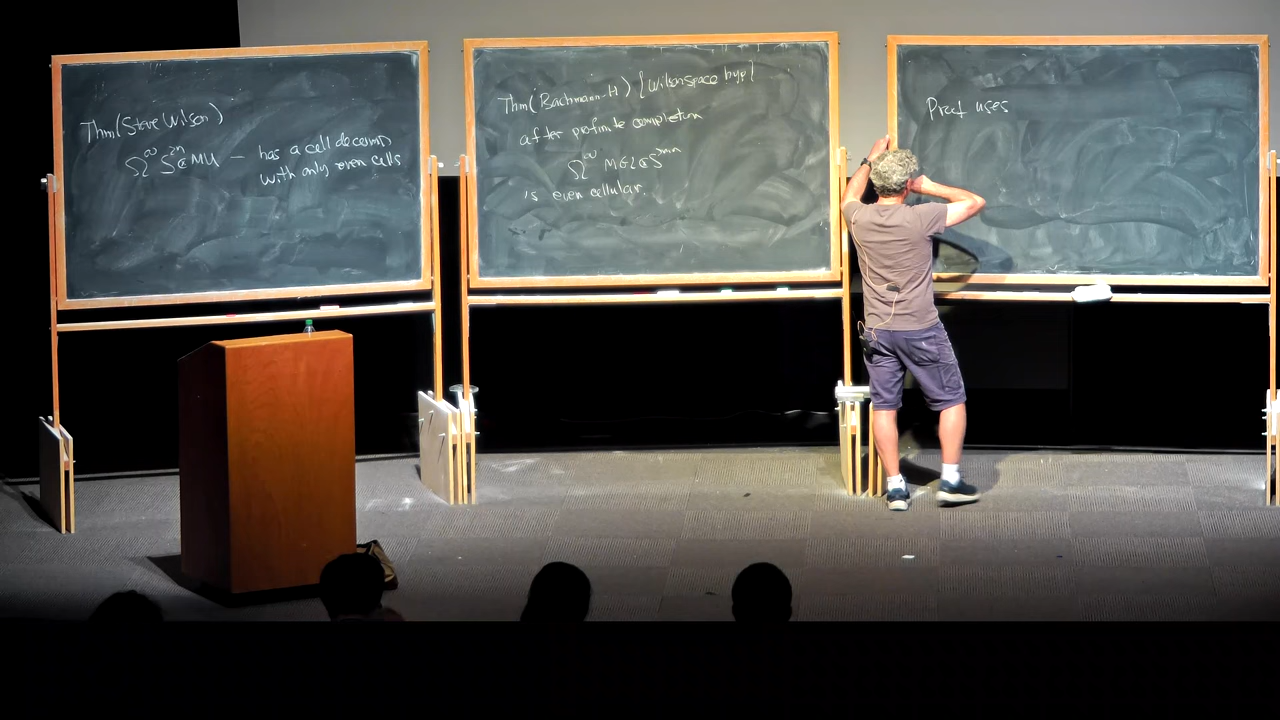 Thm (Steve Wilson)
Ω^∞ S^{2n} ⊗ MU — has a cell decomp
with only even cells
Thm (Bachmann-H) [Wilson space hyp]
after profinite completion
Ω^∞ MGL ⊗ S^{2n,n}
is even cellular.
Proof uses